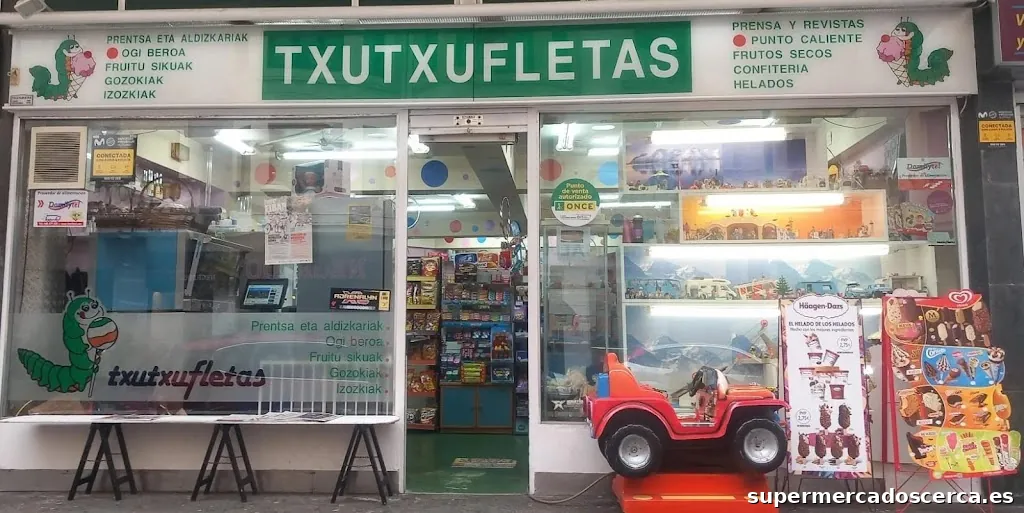 PRENTSA ETA ALDIZKARIAK
OGI BEROA
FRUITU SIKUAK
GOZOKIAK
IZOZKIAK
TXUTXUFLETAS
PRENSA Y REVISTAS
PUNTO CALIENTE
FRUTOS SECOS
CONFITERIA
HELADOS
CONECTADA
Punto de
venta
autorizado
ONCE
ADRENALYN
Prentsa eta aldizkariak
Ogi beroa
Fruitu sikuak
Gozokiak
Izozkiak
txutxufletas
Häagen-Dazs
EL HELADO DE LOS HELADOS
CONECTADA
supermercadoscerca.es